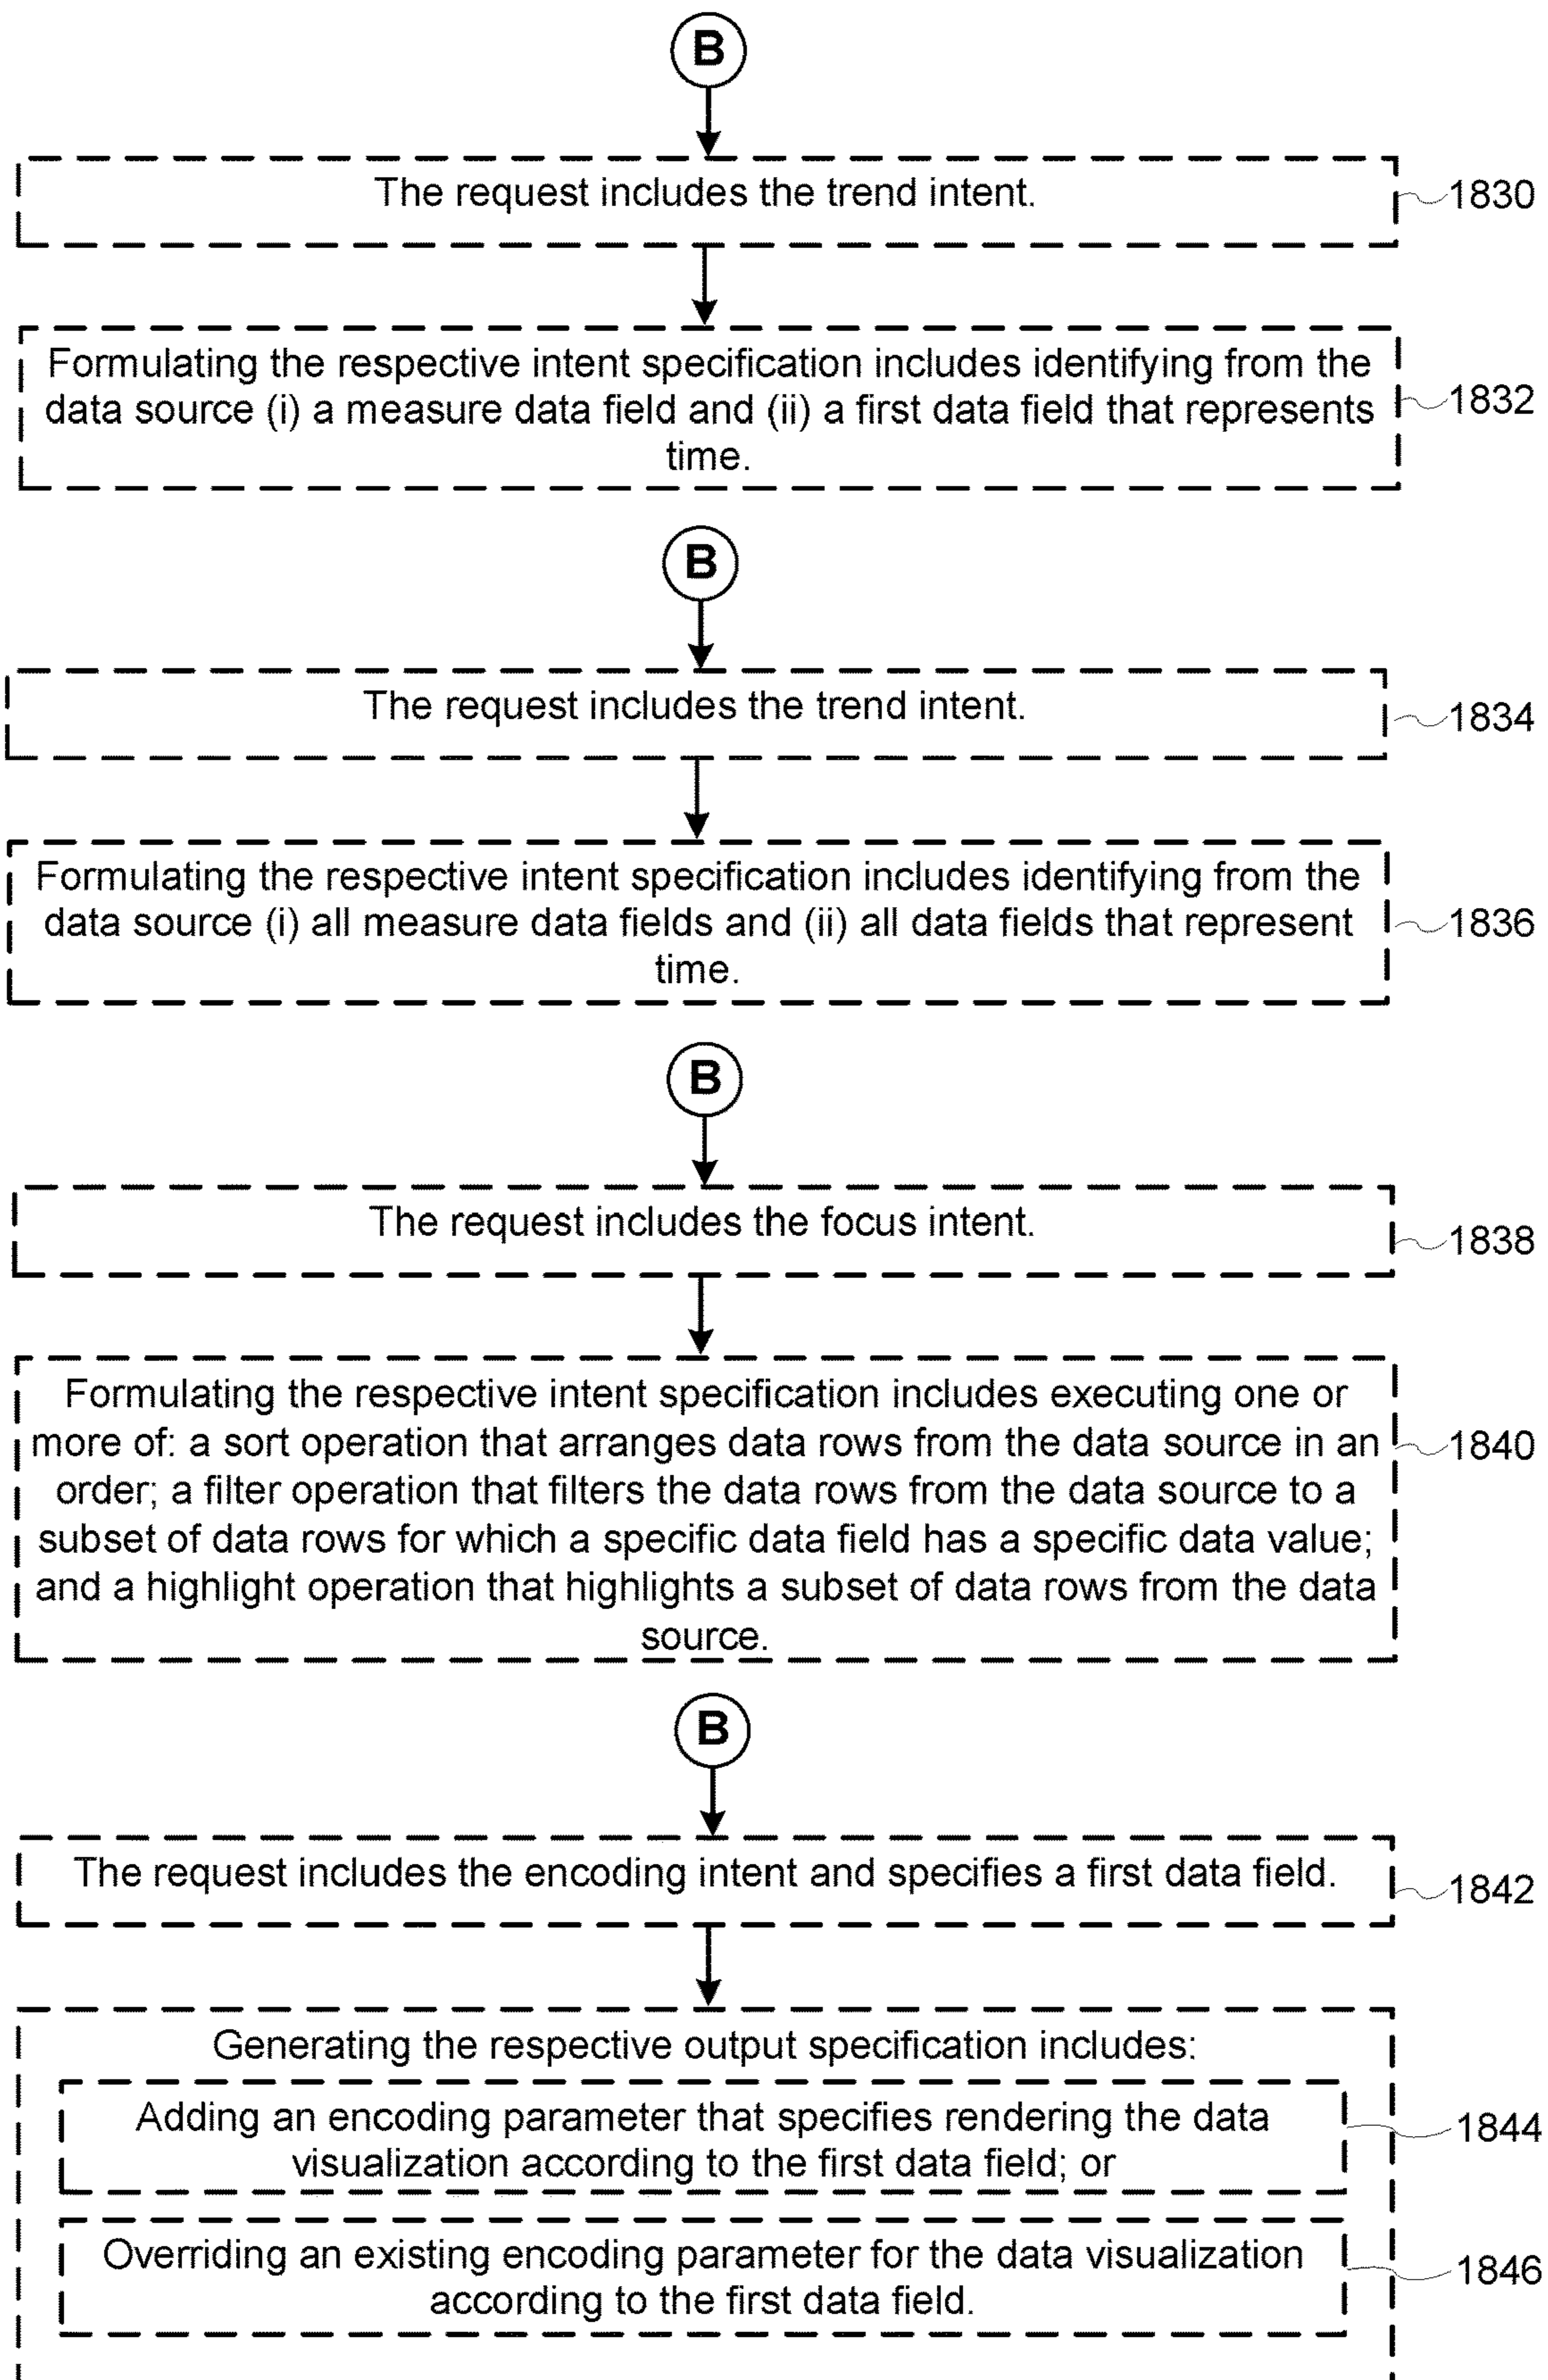 B
The request includes the trend intent.
1830
Formulating the respective intent specification includes identifying from the
data source (i) a measure data field and (ii) a first data field that represents
time.
1832
B
The request includes the trend intent.
1834
Formulating the respective intent specification includes identifying from the
data source (i) all measure data fields and (ii) all data fields that represent
time.
1836
B
The request includes the focus intent.
1838
Formulating the respective intent specification includes executing one or
more of: a sort operation that arranges data rows from the data source in an
order; a filter operation that filters the data rows from the data source to a
subset of data rows for which a specific data field has a specific data value;
and a highlight operation that highlights a subset of data rows from the data
source.
1840
B
The request includes the encoding intent and specifies a first data field.
1842
Generating the respective output specification includes:
Adding an encoding parameter that specifies rendering the data
visualization according to the first data field; or
1844
Overriding an existing encoding parameter for the data visualization
according to the first data field.
1846